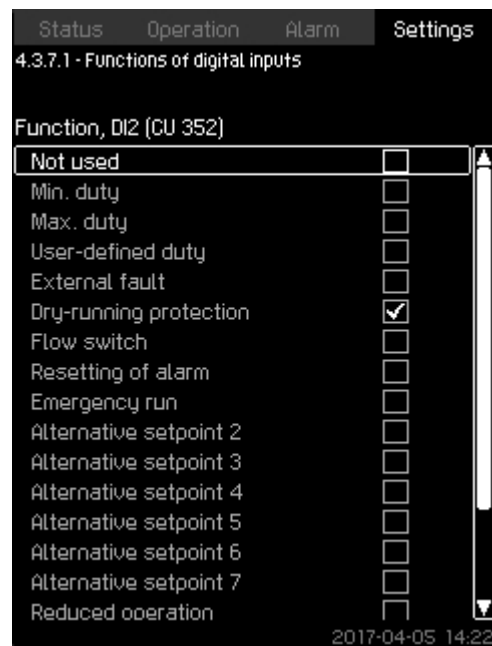 Status Operation Alarm Settings
4.3.7.1 - Functions of digital inputs
Function, DI2 (CU 352)
Not used
Min. duty
Max. duty
User-defined duty
External fault
Dry-running protection
Flow switch
Resetting of alarm
Emergency run
Alternative setpoint 2
Alternative setpoint 3
Alternative setpoint 4
Alternative setpoint 5
Alternative setpoint 6
Alternative setpoint 7
Reduced operation
2017-04-05 14:22